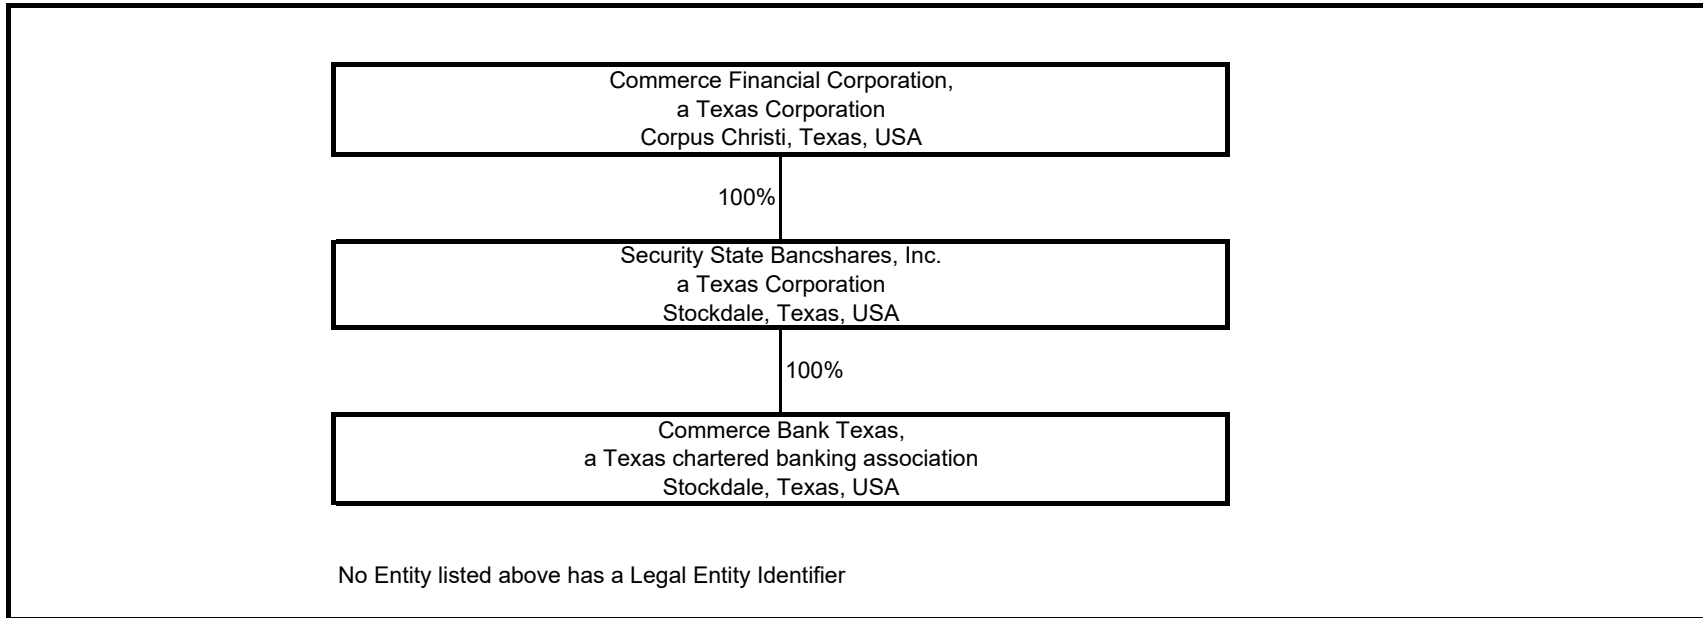 Commerce Financial Corporation,
a Texas Corporation
Corpus Christi, Texas, USA
100%
Security State Bancshares, Inc.
a Texas Corporation
Stockdale, Texas, USA
100%
Commerce Bank Texas,
a Texas chartered banking association
Stockdale, Texas, USA
No Entity listed above has a Legal Entity Identifier